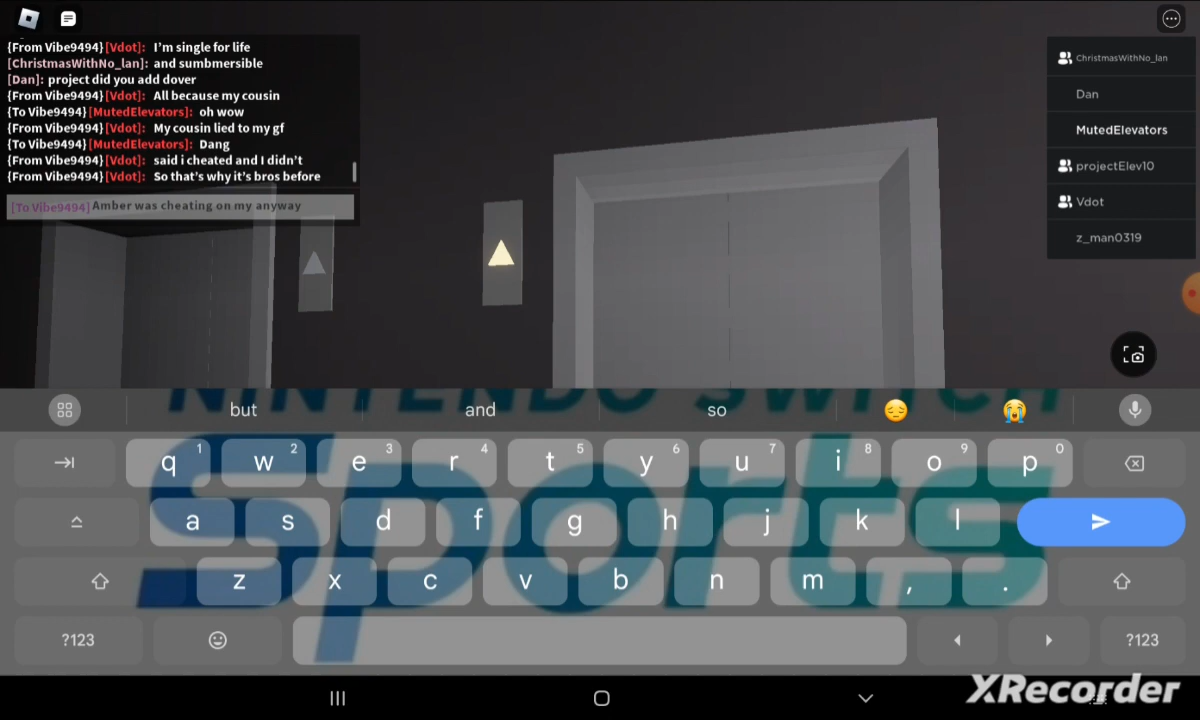 {From Vibe9494}[Vdot]: I'm single for life
[ChristmasWithNo_lan]: and sumbmersible
[Dan]: project did you add dover
{From Vibe9494}[Vdot]: All because my cousin
{To Vibe9494}[MutedElevators]: oh wow
{From Vibe9494}[Vdot]: My cousin lied to my gf
{To Vibe9494}[MutedElevators]: Dang
{From Vibe9494}[Vdot]: said i cheated and I didn't
{From Vibe9494}[Vdot]: So that's why it's bros before
[To Vibe9494] Amber was cheating on my anyway
ChristmasWithNo_lan
Dan
MutedElevators
projectElev10
Vdot
z_man0319
NINTENDO SWITCH
Sports
but and so
q 1 w 2 e 3 r 4 t 5 y 6 u 7 i 8 o 9 p 0
a s d f g h j k l
z x c v b n m , .
?123 ?123
XRecorder